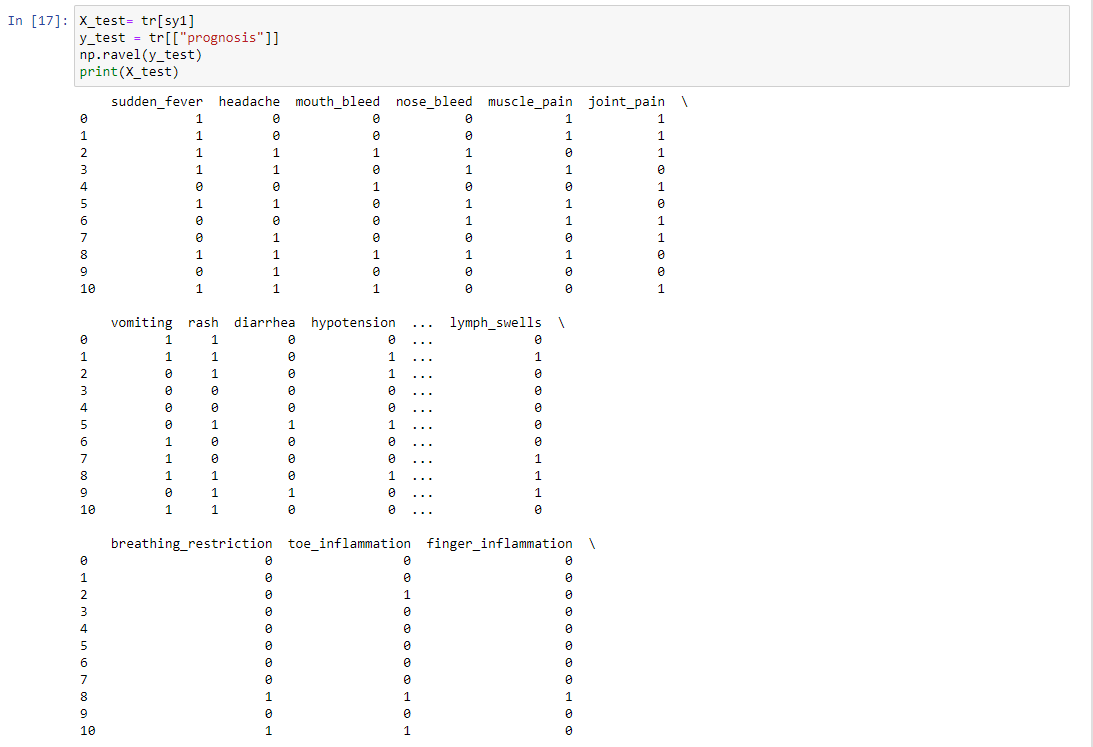 In [17]: X_test= tr[sy1]
y_test = tr[["prognosis"]]
np.ravel(y_test)
print(X_test)
sudden_fever headache mouth_bleed nose_bleed muscle_pain joint_pain \
0 1 0 0 0 1 1
1 1 0 0 0 1 1
2 1 1 1 1 0 1
3 1 1 0 1 1 0
4 0 0 1 0 0 1
5 1 1 0 1 1 0
6 0 0 0 1 1 1
7 0 1 0 0 0 1
8 1 1 1 1 1 0
9 0 1 0 0 0 0
10 1 1 1 0 0 1
vomiting rash diarrhea hypotension ... lymph_swells \
0 1 1 0 0 ... 0
1 1 1 0 1 ... 1
2 0 1 0 1 ... 0
3 0 0 0 0 ... 0
4 0 0 0 0 ... 0
5 0 1 1 1 ... 0
6 1 0 0 0 ... 0
7 1 0 0 0 ... 1
8 1 1 0 1 ... 1
9 0 1 1 0 ... 1
10 1 1 0 0 ... 0
breathing_restriction toe_inflammation finger_inflammation \
0 0 0 0
1 0 0 0
2 0 1 0
3 0 0 0
4 0 0 0
5 0 0 0
6 0 0 0
7 0 0 0
8 1 1 1
9 0 0 0
10 1 1 0